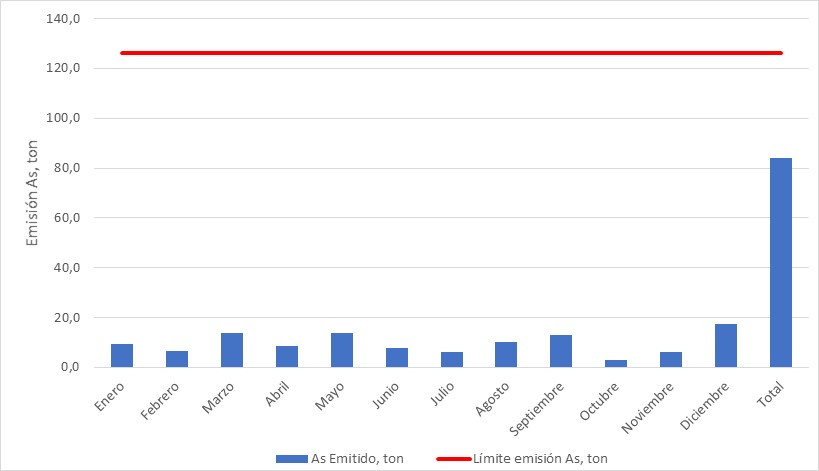 140,0
120,0
100,0
80,0
60,0
40,0
20,0
0,0
Emisión As, ton
Enero
Febrero
Marzo
Abril
Mayo
Junio
Julio
Agosto
Septiembre
Octubre
Noviembre
Diciembre
Total
As Emitido, ton
Límite emisión As, ton